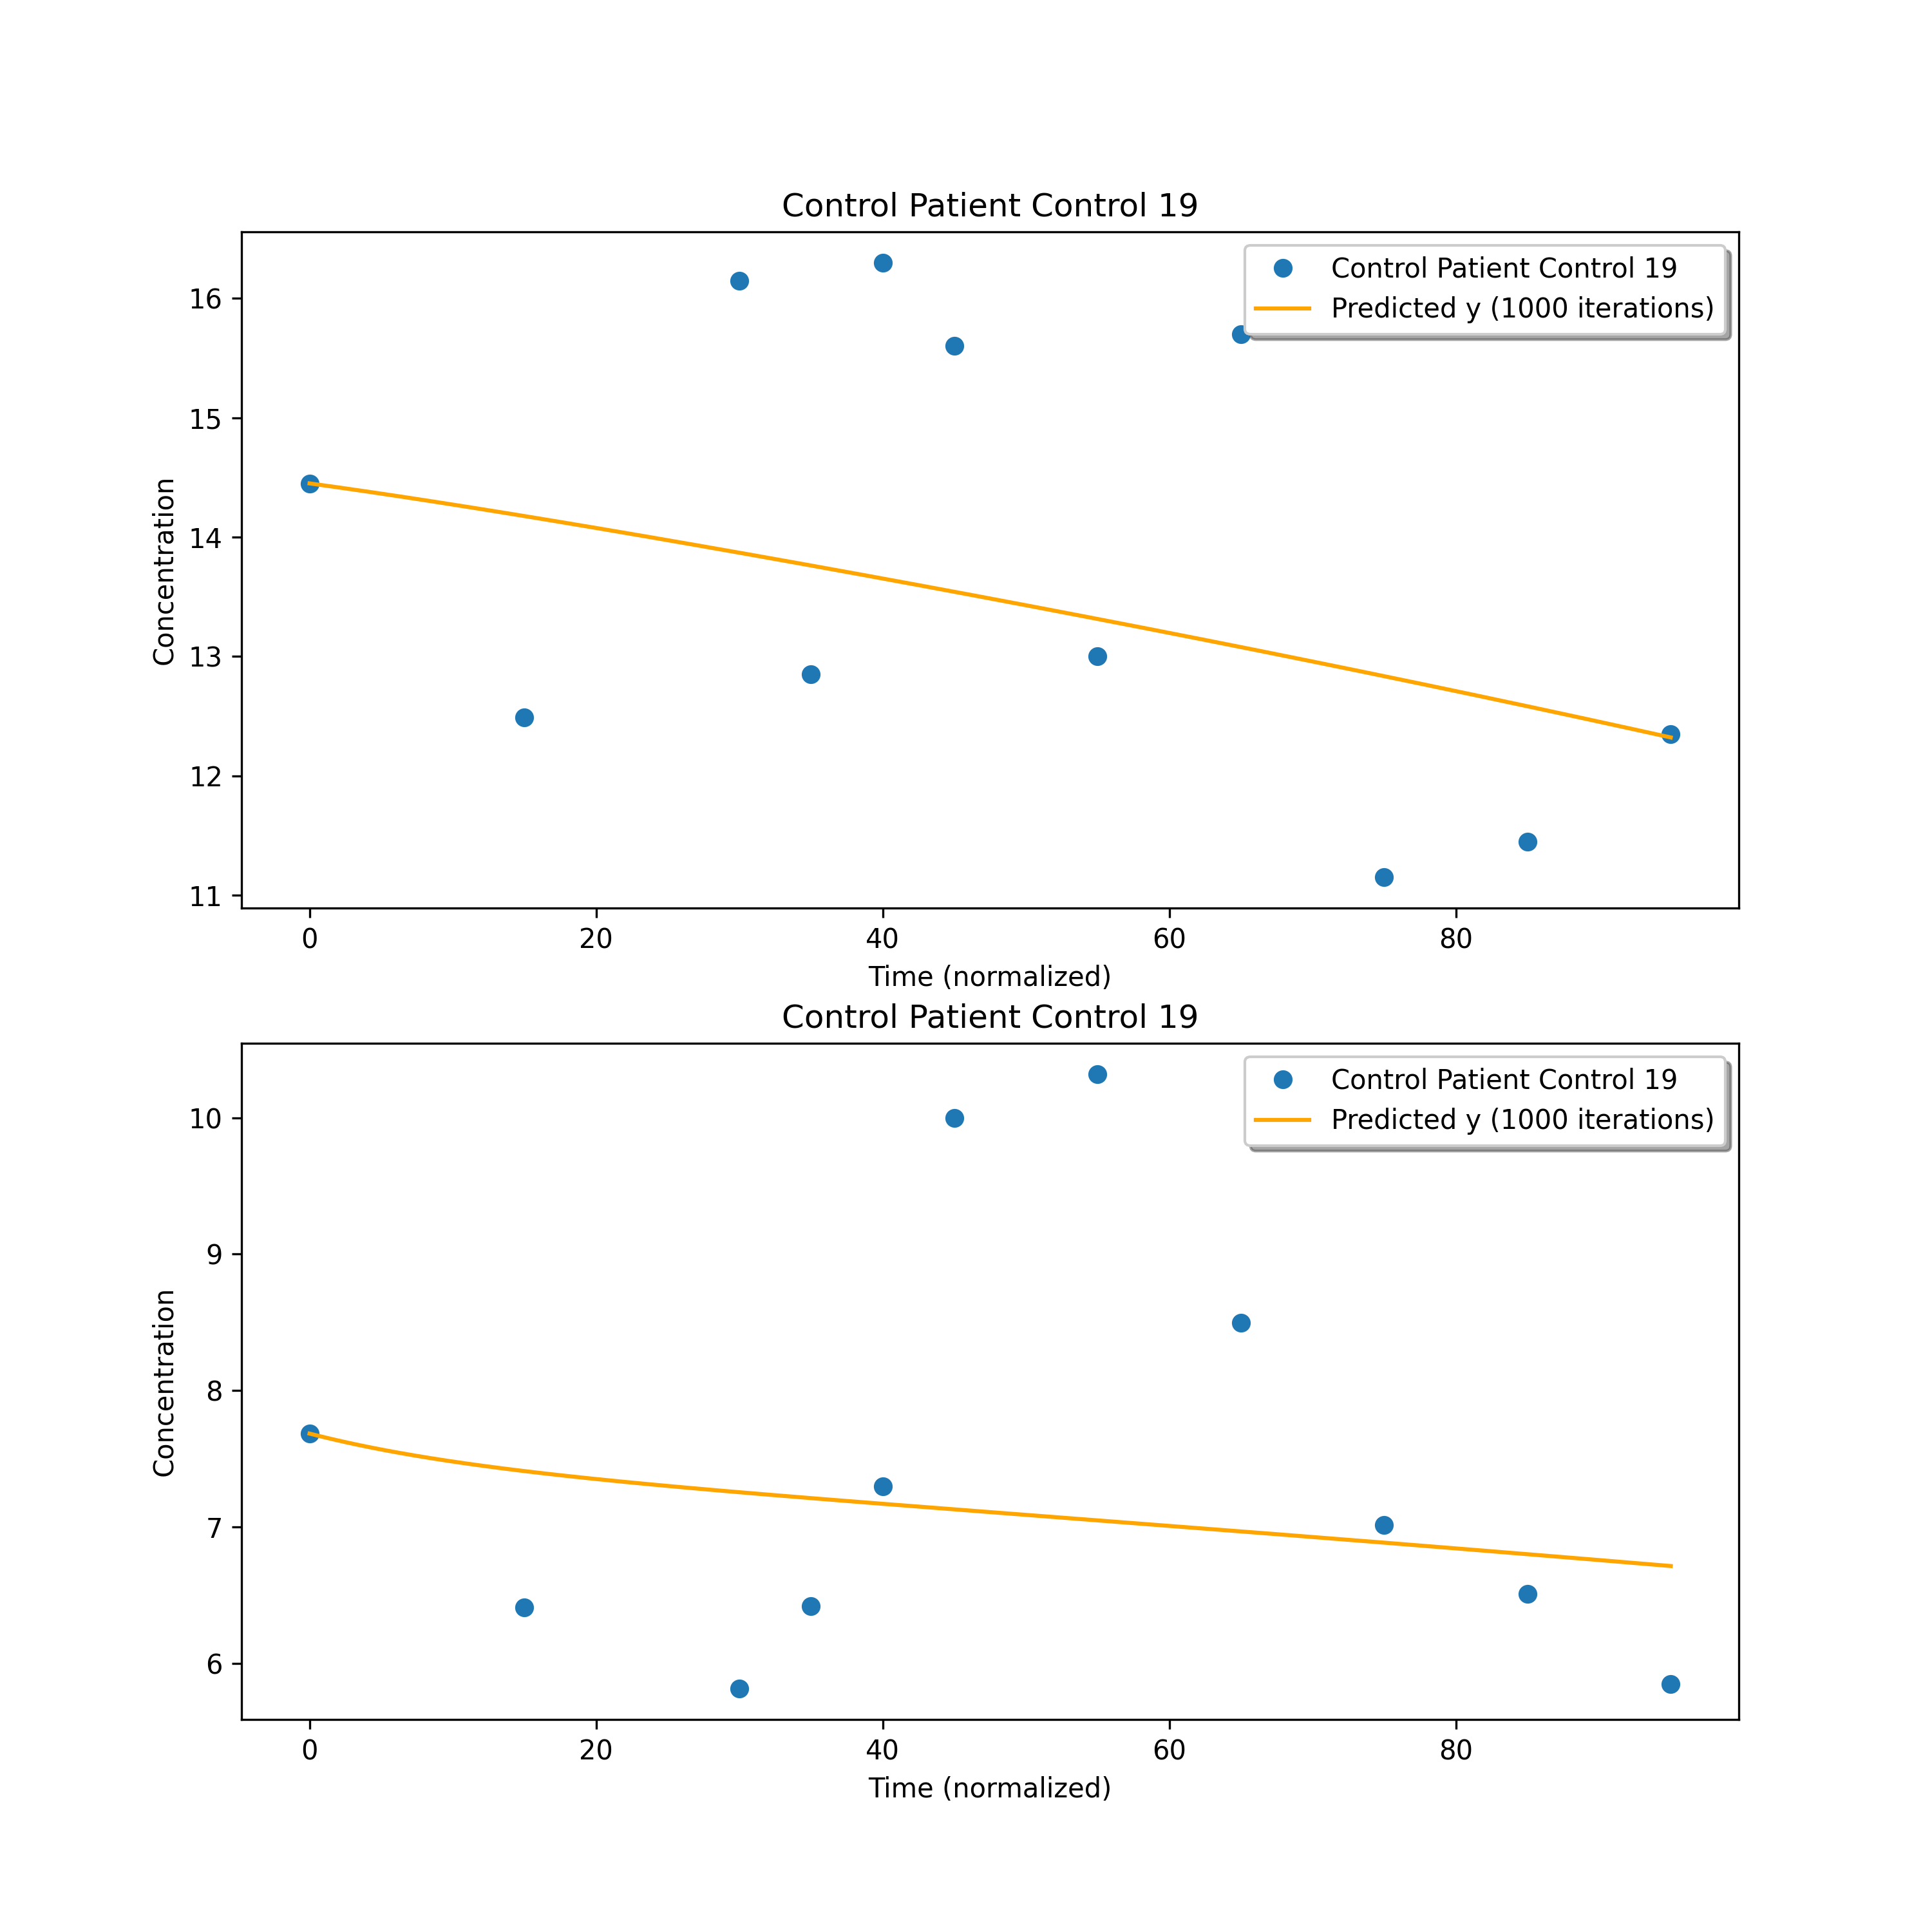 Control Patient Control 19
Control Patient Control 19
Predicted y (1000 iterations)
16
15
14
13
12
11
Concentration
0 20 40 60 80
Time (normalized)
Control Patient Control 19
Control Patient Control 19
Predicted y (1000 iterations)
10
9
8
7
6
Concentration
0 20 40 60 80
Time (normalized)